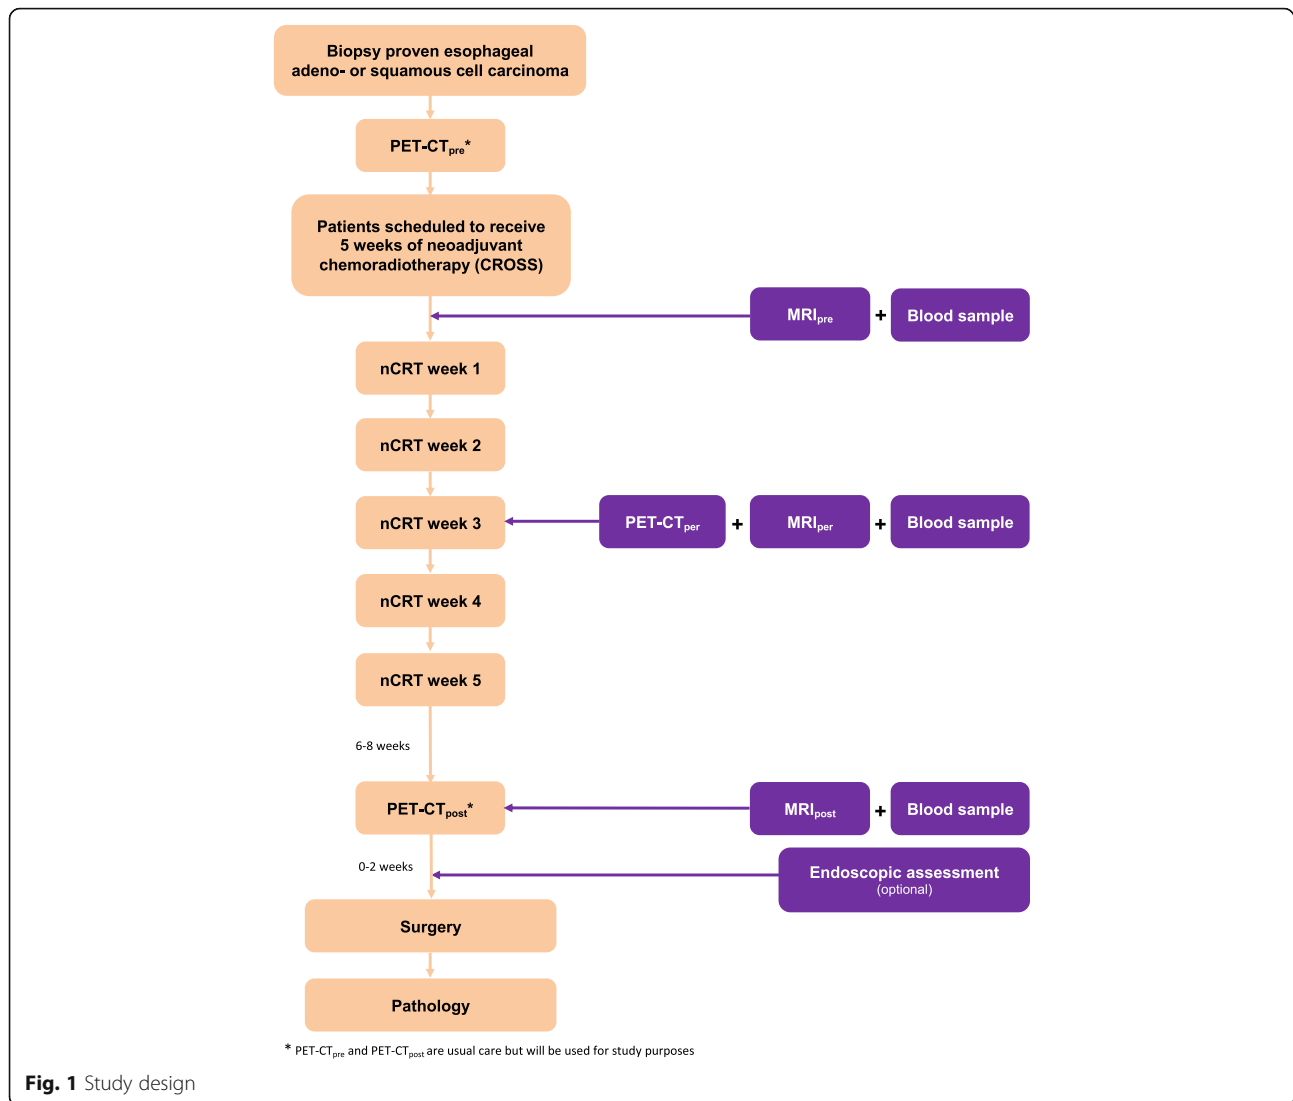 Biopsy proven esophageal
adeno- or squamous cell carcinoma
PET-CTpre*
Patients scheduled to receive
5 weeks of neoadjuvant
chemoradiotherapy (CROSS)
MRIpre + Blood sample
nCRT week 1
nCRT week 2
nCRT week 3
PET-CTper + MRIper + Blood sample
nCRT week 4
nCRT week 5
6-8 weeks
PET-CTpost*
MRIpost + Blood sample
0-2 weeks
Endoscopic assessment
(optional)
Surgery
Pathology
* PET-CTpre and PET-CTpost are usual care but will be used for study purposes
Fig. 1 Study design